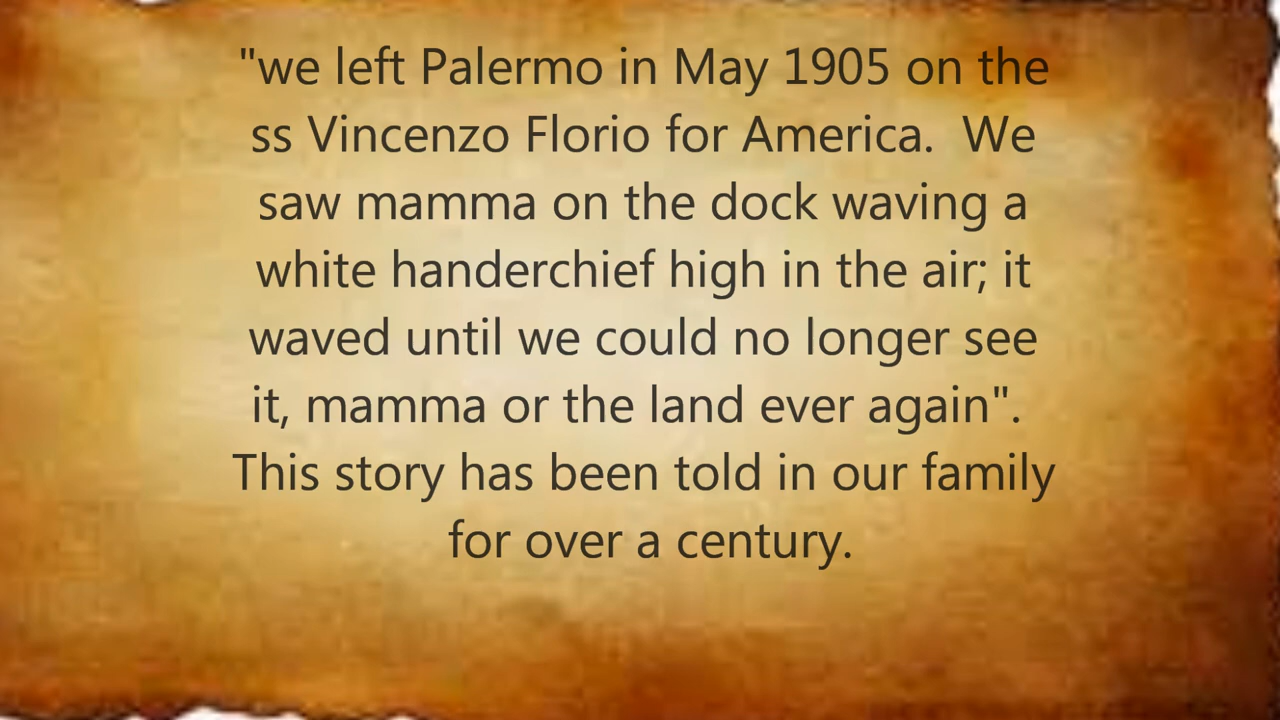 "we left Palermo in May 1905 on the
ss Vincenzo Florio for America.  We
saw mamma on the dock waving a
white handerchief high in the air; it
waved until we could no longer see
it, mamma or the land ever again".
This story has been told in our family
for over a century.